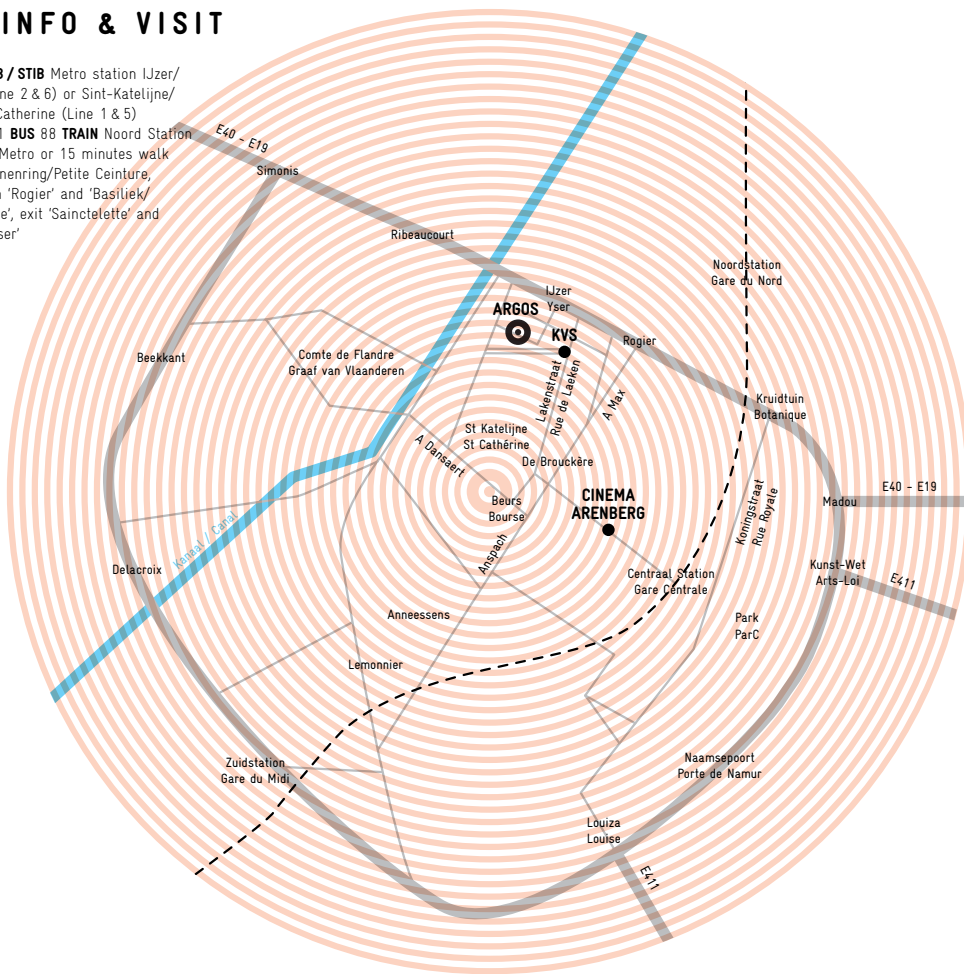 INFO & VISIT
/ STIB Metro station IJzer/
2 & 6) or Sint-Katelijne/
Catherine (Line 1 & 5)
BUS 88 TRAIN Noord Station
Metro or 15 minutes walk
Petite Ceinture,
'Rogier' and 'Basiliek/
exit 'Sainctelette' and
E40 - E19
Simonis
Ribeaucourt
Noordstation
Gare du Nord
IJzer
Yser
ARGOS
KVS
Rogier
Beekkant
Comte de Flandre
Graaf van Vlaanderen
Lakenstraat
Rue de Laeken
A Max
Kruidtuin
Botanique
St Katelijne
St Cathérine
A Dansaert
De Brouckère
CINEMA
ARENBERG
Beurs
Bourse
Koningstraat
Rue Royale
Madou
E40 - E19
Kanaal / Canal
Anspach
Delacroix
Centraal Station
Gare Centrale
Kunst-Wet
Arts-Loi
E411
Anneessens
Park
ParC
Lemonnier
Zuidstation
Gare du Midi
Naamsepoort
Porte de Namur
Louiza
Louise
E411